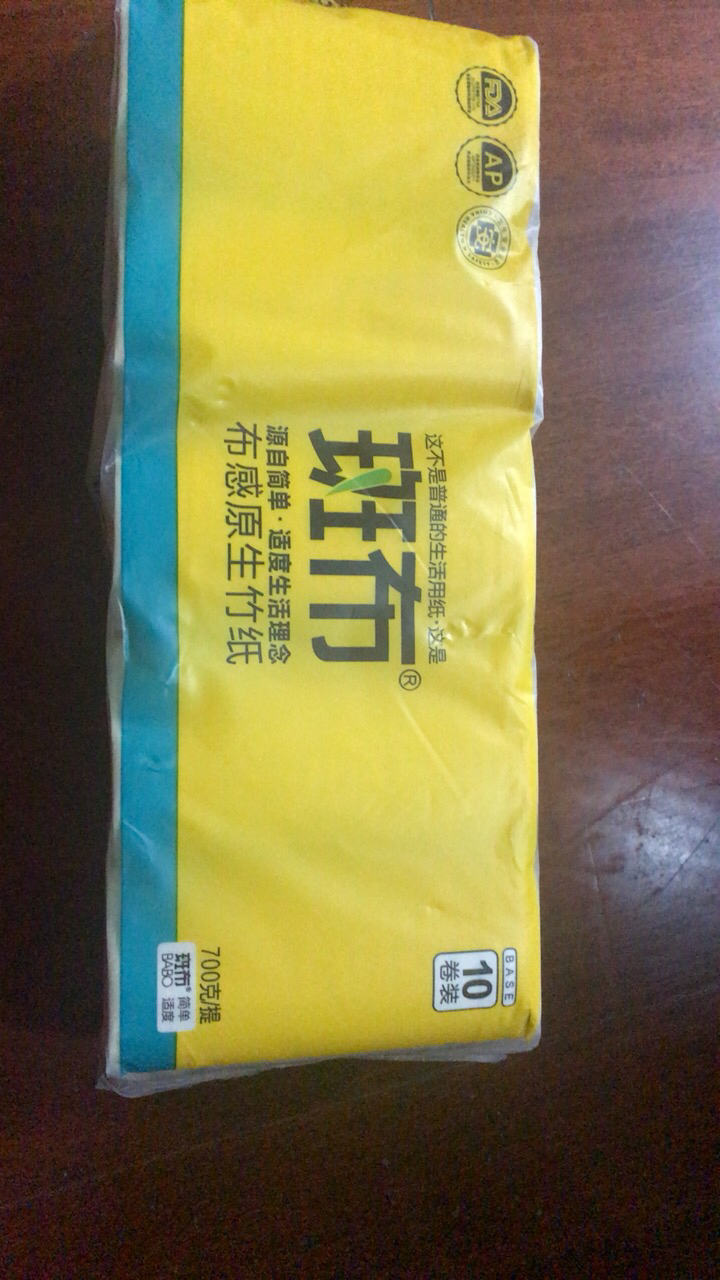 FDA
AP
这不是普通的生活用纸·这是
斑布®
源自简单·适度生活理念
布感原生竹纸
BASE
10
卷装
700克/提
斑布® 简单
BABO 适度